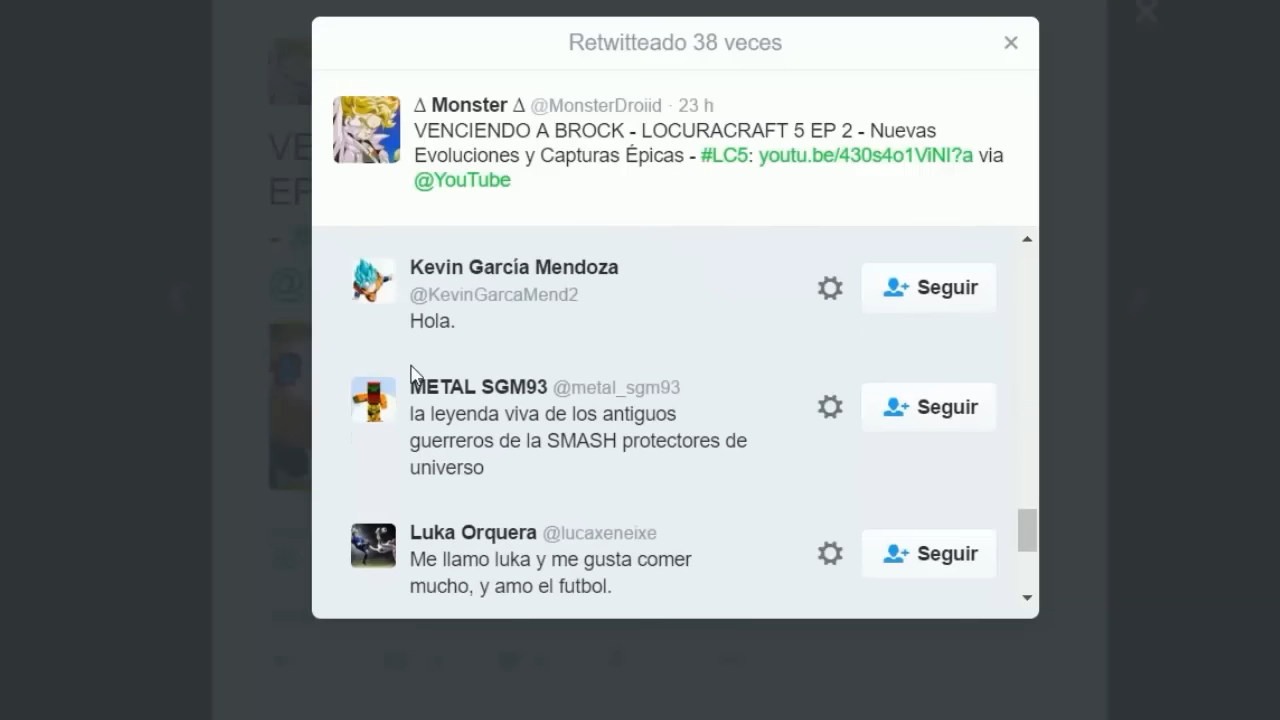 Retwitteado 38 veces
Δ Monster Δ @MonsterDroiid · 23 h
VENCIENDO A BROCK - LOCURACRAFT 5 EP 2 - Nuevas
Evoluciones y Capturas Épicas - #LC5: youtu.be/430s4o1ViNI?a via
@YouTube
Kevin García Mendoza
@KevinGarcaMend2
Hola.
Seguir
METAL SGM93 @metal_sgm93
la leyenda viva de los antiguos
guerreros de la SMASH protectores de
universo
Seguir
Luka Orquera @lucaxeneixe
Me llamo luka y me gusta comer
mucho, y amo el futbol.
Seguir
VE
EP